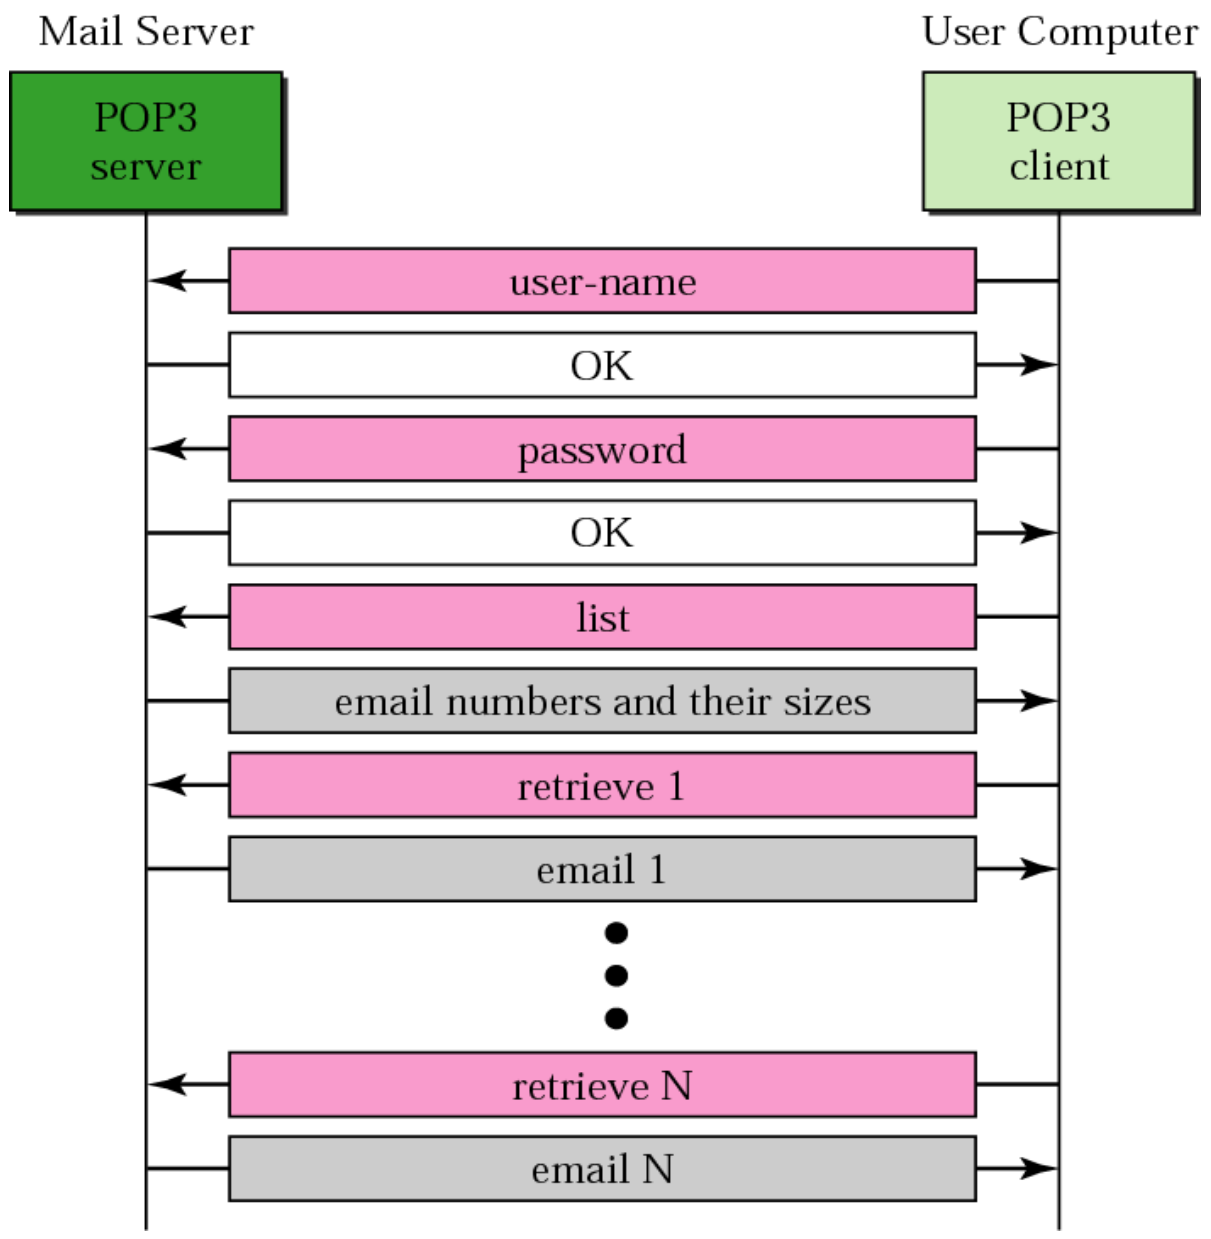 Mail Server
User Computer
POP3
server
POP3
client
user-name
OK
password
OK
list
email numbers and their sizes
retrieve 1
email 1
retrieve N
email N